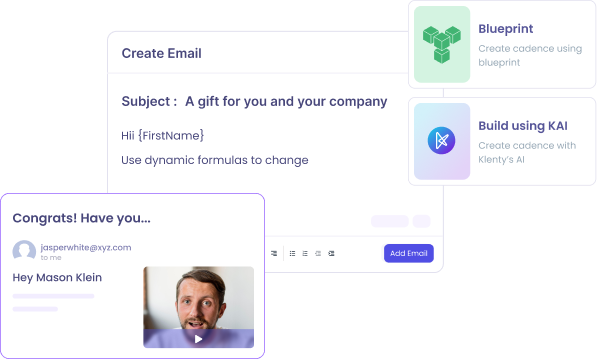 Create Email
Subject :  A gift for you and your company
Hii {FirstName}
Use dynamic formulas to change
Add Email
Blueprint
Create cadence using
blueprint
Build using KAI
Create cadence with
Klenty's AI
Congrats! Have you...
jasperwhite@xyz.com
to me
Hey Mason Klein